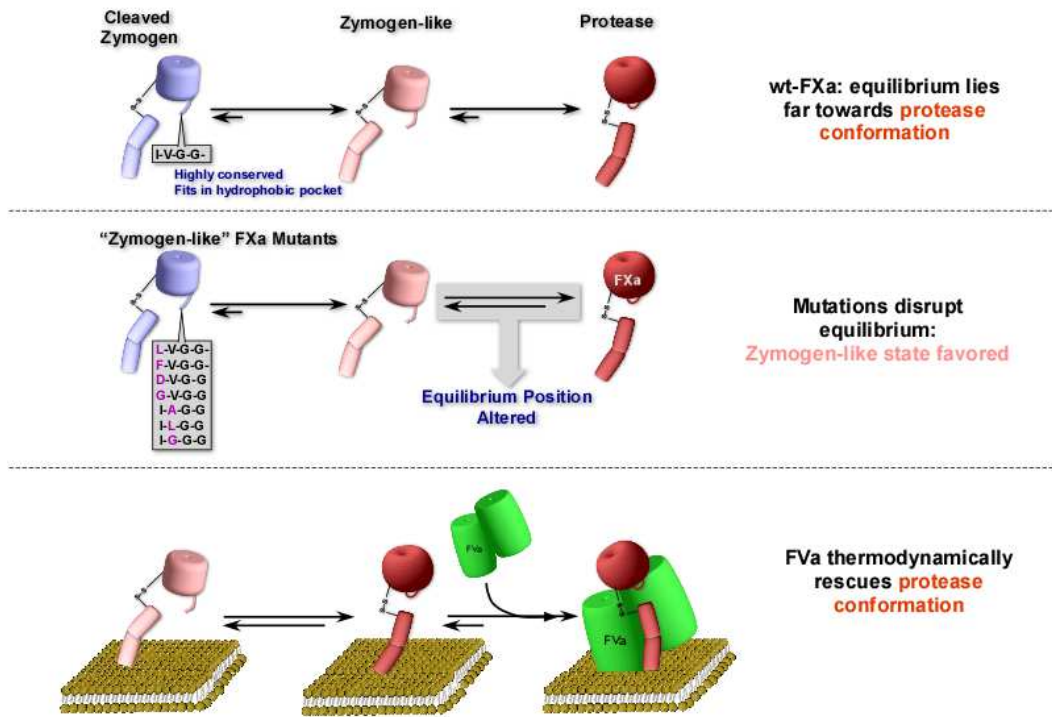 Cleaved
Zymogen
Zymogen-like
Protease
S-S
S-S
S-S
I-V-G-G-
Highly conserved
Fits in hydrophobic pocket
wt-FXa: equilibrium lies
far towards protease
conformation
“Zymogen-like” FXa Mutants
S-S
S-S
S-S
FXa
L-V-G-G-
F-V-G-G-
D-V-G-G
G-V-G-G
I-A-G-G
I-L-G-G
I-G-G-G
Equilibrium Position
Altered
Mutations disrupt
equilibrium:
Zymogen-like state favored
S-S
S-S
FVa
S-S
FVa
FVa thermodynamically
rescues protease
conformation